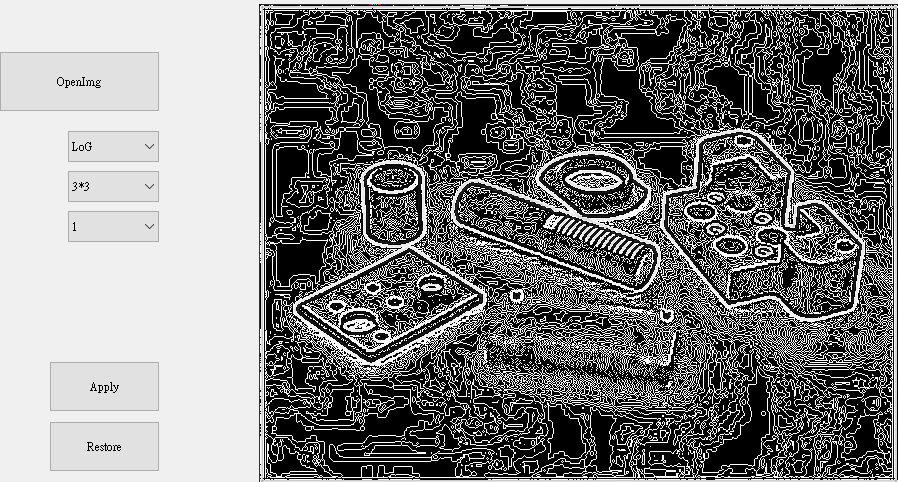 OpenImg
LoG
3*3
1
Apply
Restore